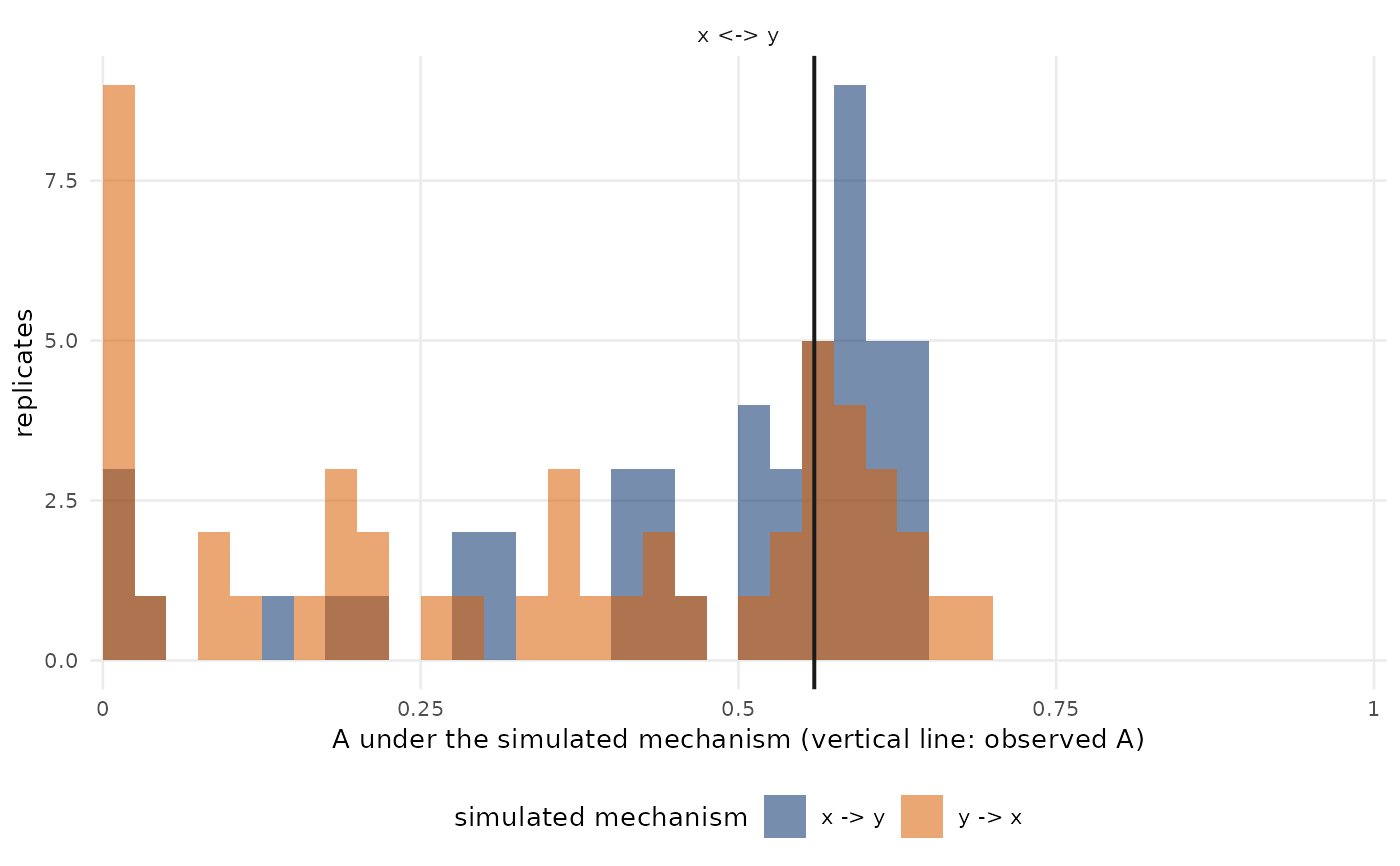 x <-> y
7.5
5.0
2.5
0.0
replicates
0 0.25 0.5 0.75 1
A under the simulated mechanism (vertical line: observed A)
simulated mechanism x -> y y -> x